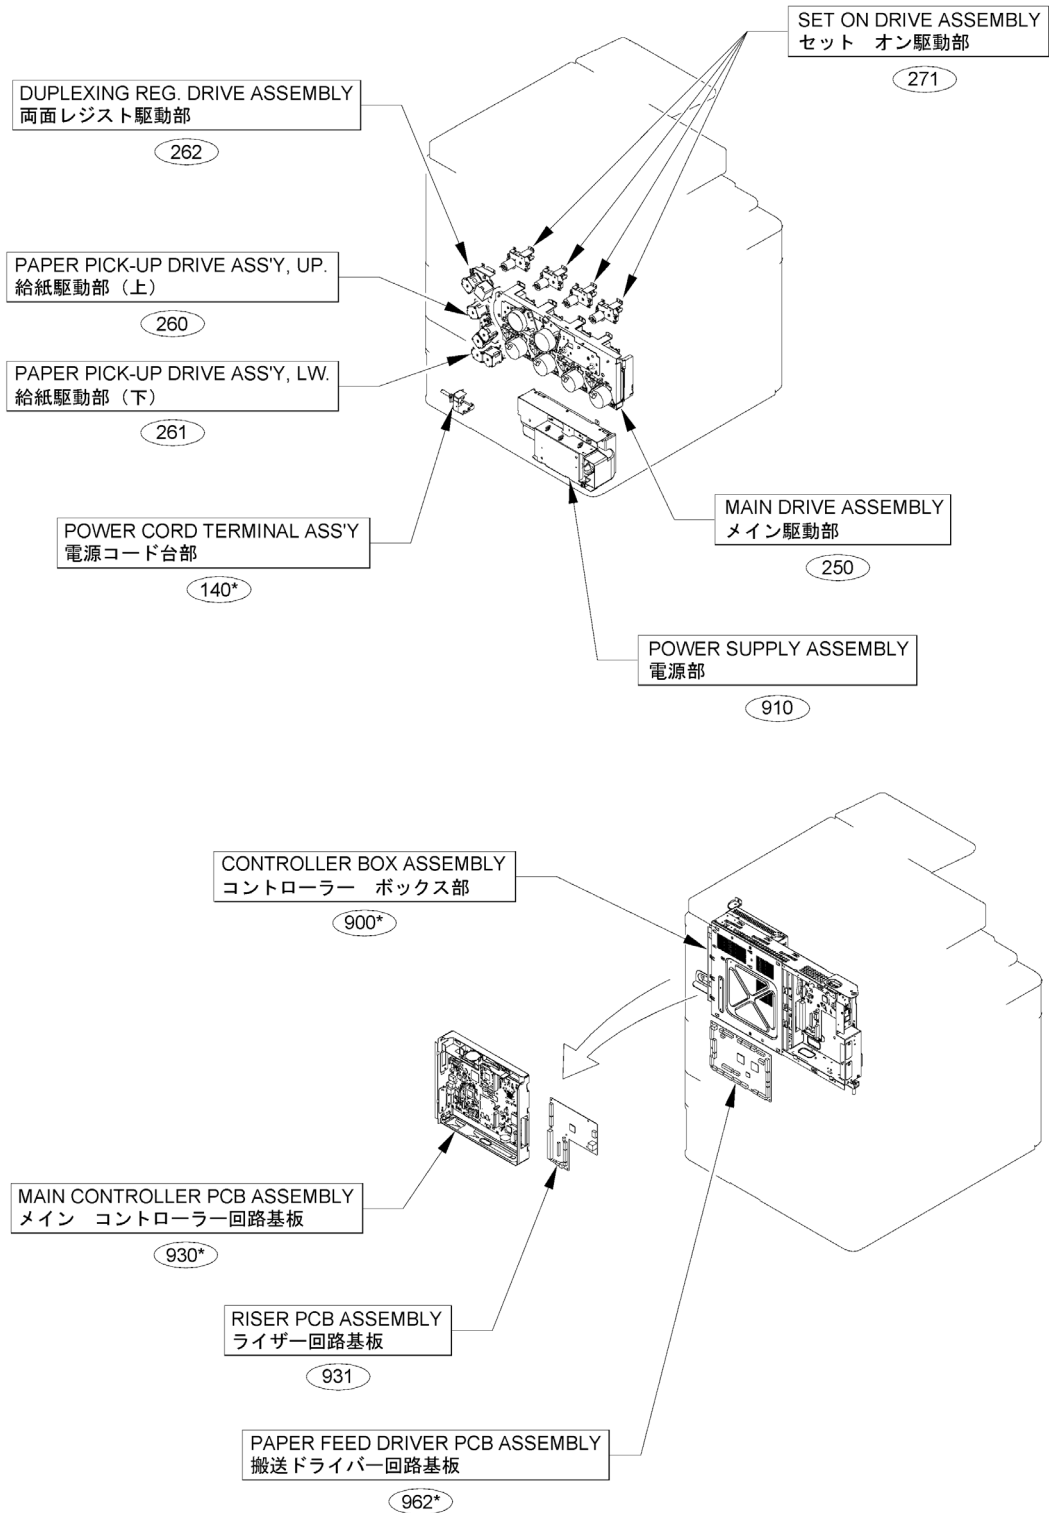 SET ON DRIVE ASSEMBLY
セット　オン駆動部
271
DUPLEXING REG. DRIVE ASSEMBLY
両面レジスト駆動部
262
PAPER PICK-UP DRIVE ASS'Y, UP.
給紙駆動部（上）
260
PAPER PICK-UP DRIVE ASS'Y, LW.
給紙駆動部（下）
261
MAIN DRIVE ASSEMBLY
メイン駆動部
250
POWER CORD TERMINAL ASS'Y
電源コード台部
140*
POWER SUPPLY ASSEMBLY
電源部
910
CONTROLLER BOX ASSEMBLY
コントローラー　ボックス部
900*
MAIN CONTROLLER PCB ASSEMBLY
メイン　コントローラー回路基板
930*
RISER PCB ASSEMBLY
ライザー回路基板
931
PAPER FEED DRIVER PCB ASSEMBLY
搬送ドライバー回路基板
962*